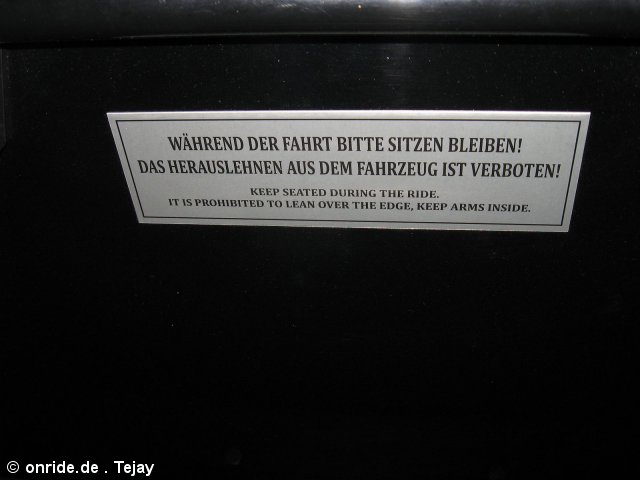 WÄHREND DER FAHRT BITTE SITZEN BLEIBEN!
DAS HERAUSLEHNEN AUS DEM FAHRZEUG IST VERBOTEN!
KEEP SEATED DURING THE RIDE.
IT IS PROHIBITED TO LEAN OVER THE EDGE, KEEP ARMS INSIDE.
© onride.de . Tejay